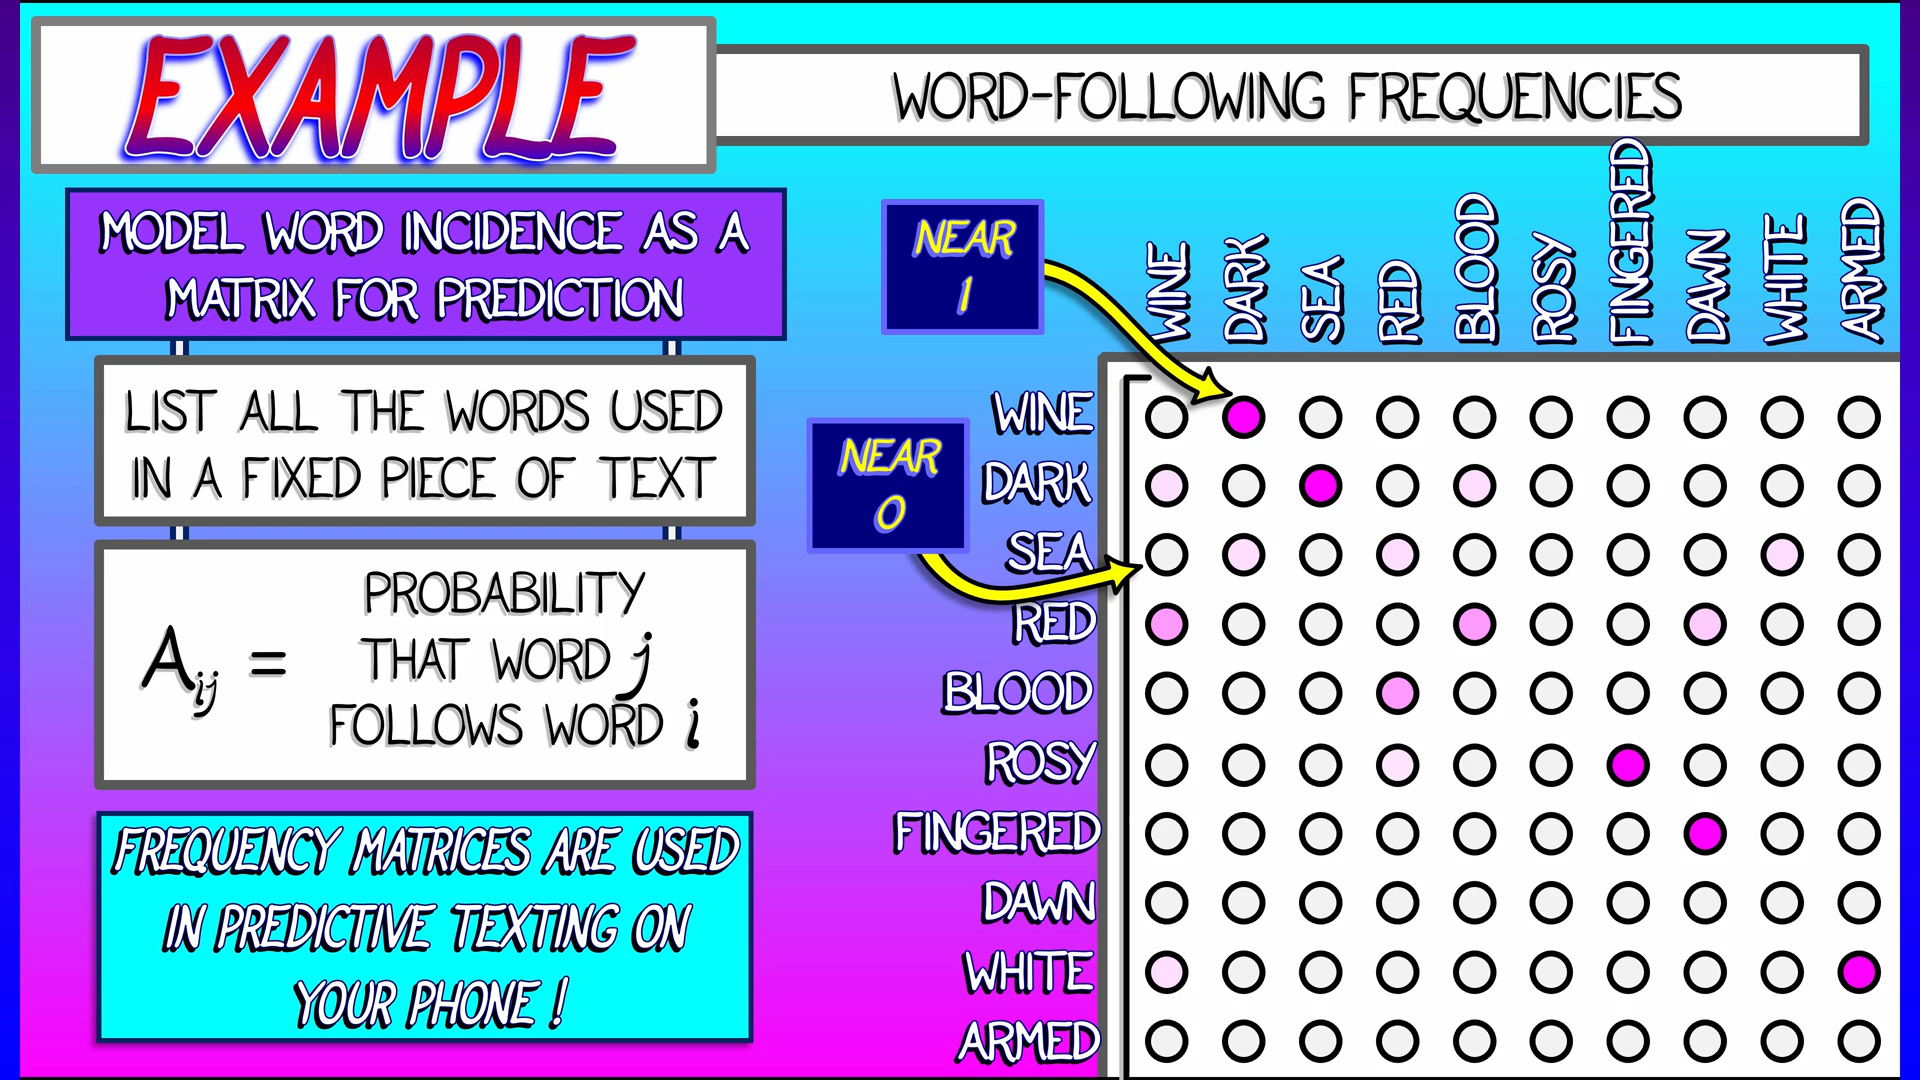 EXAMPLE
WORD-FOLLOWING FREQUENCIES
MODEL WORD INCIDENCE AS A
MATRIX FOR PREDICTION
LIST ALL THE WORDS USED
IN A FIXED PIECE OF TEXT
A_ij =
PROBABILITY
THAT WORD j
FOLLOWS WORD i
FREQUENCY MATRICES ARE USED
IN PREDICTIVE TEXTING ON
YOUR PHONE !
NEAR
1
NEAR
0
WINE
DARK
SEA
RED
BLOOD
ROSY
FINGERED
DAWN
WHITE
ARMED
WINE
DARK
SEA
RED
BLOOD
ROSY
FINGERED
DAWN
WHITE
ARMED